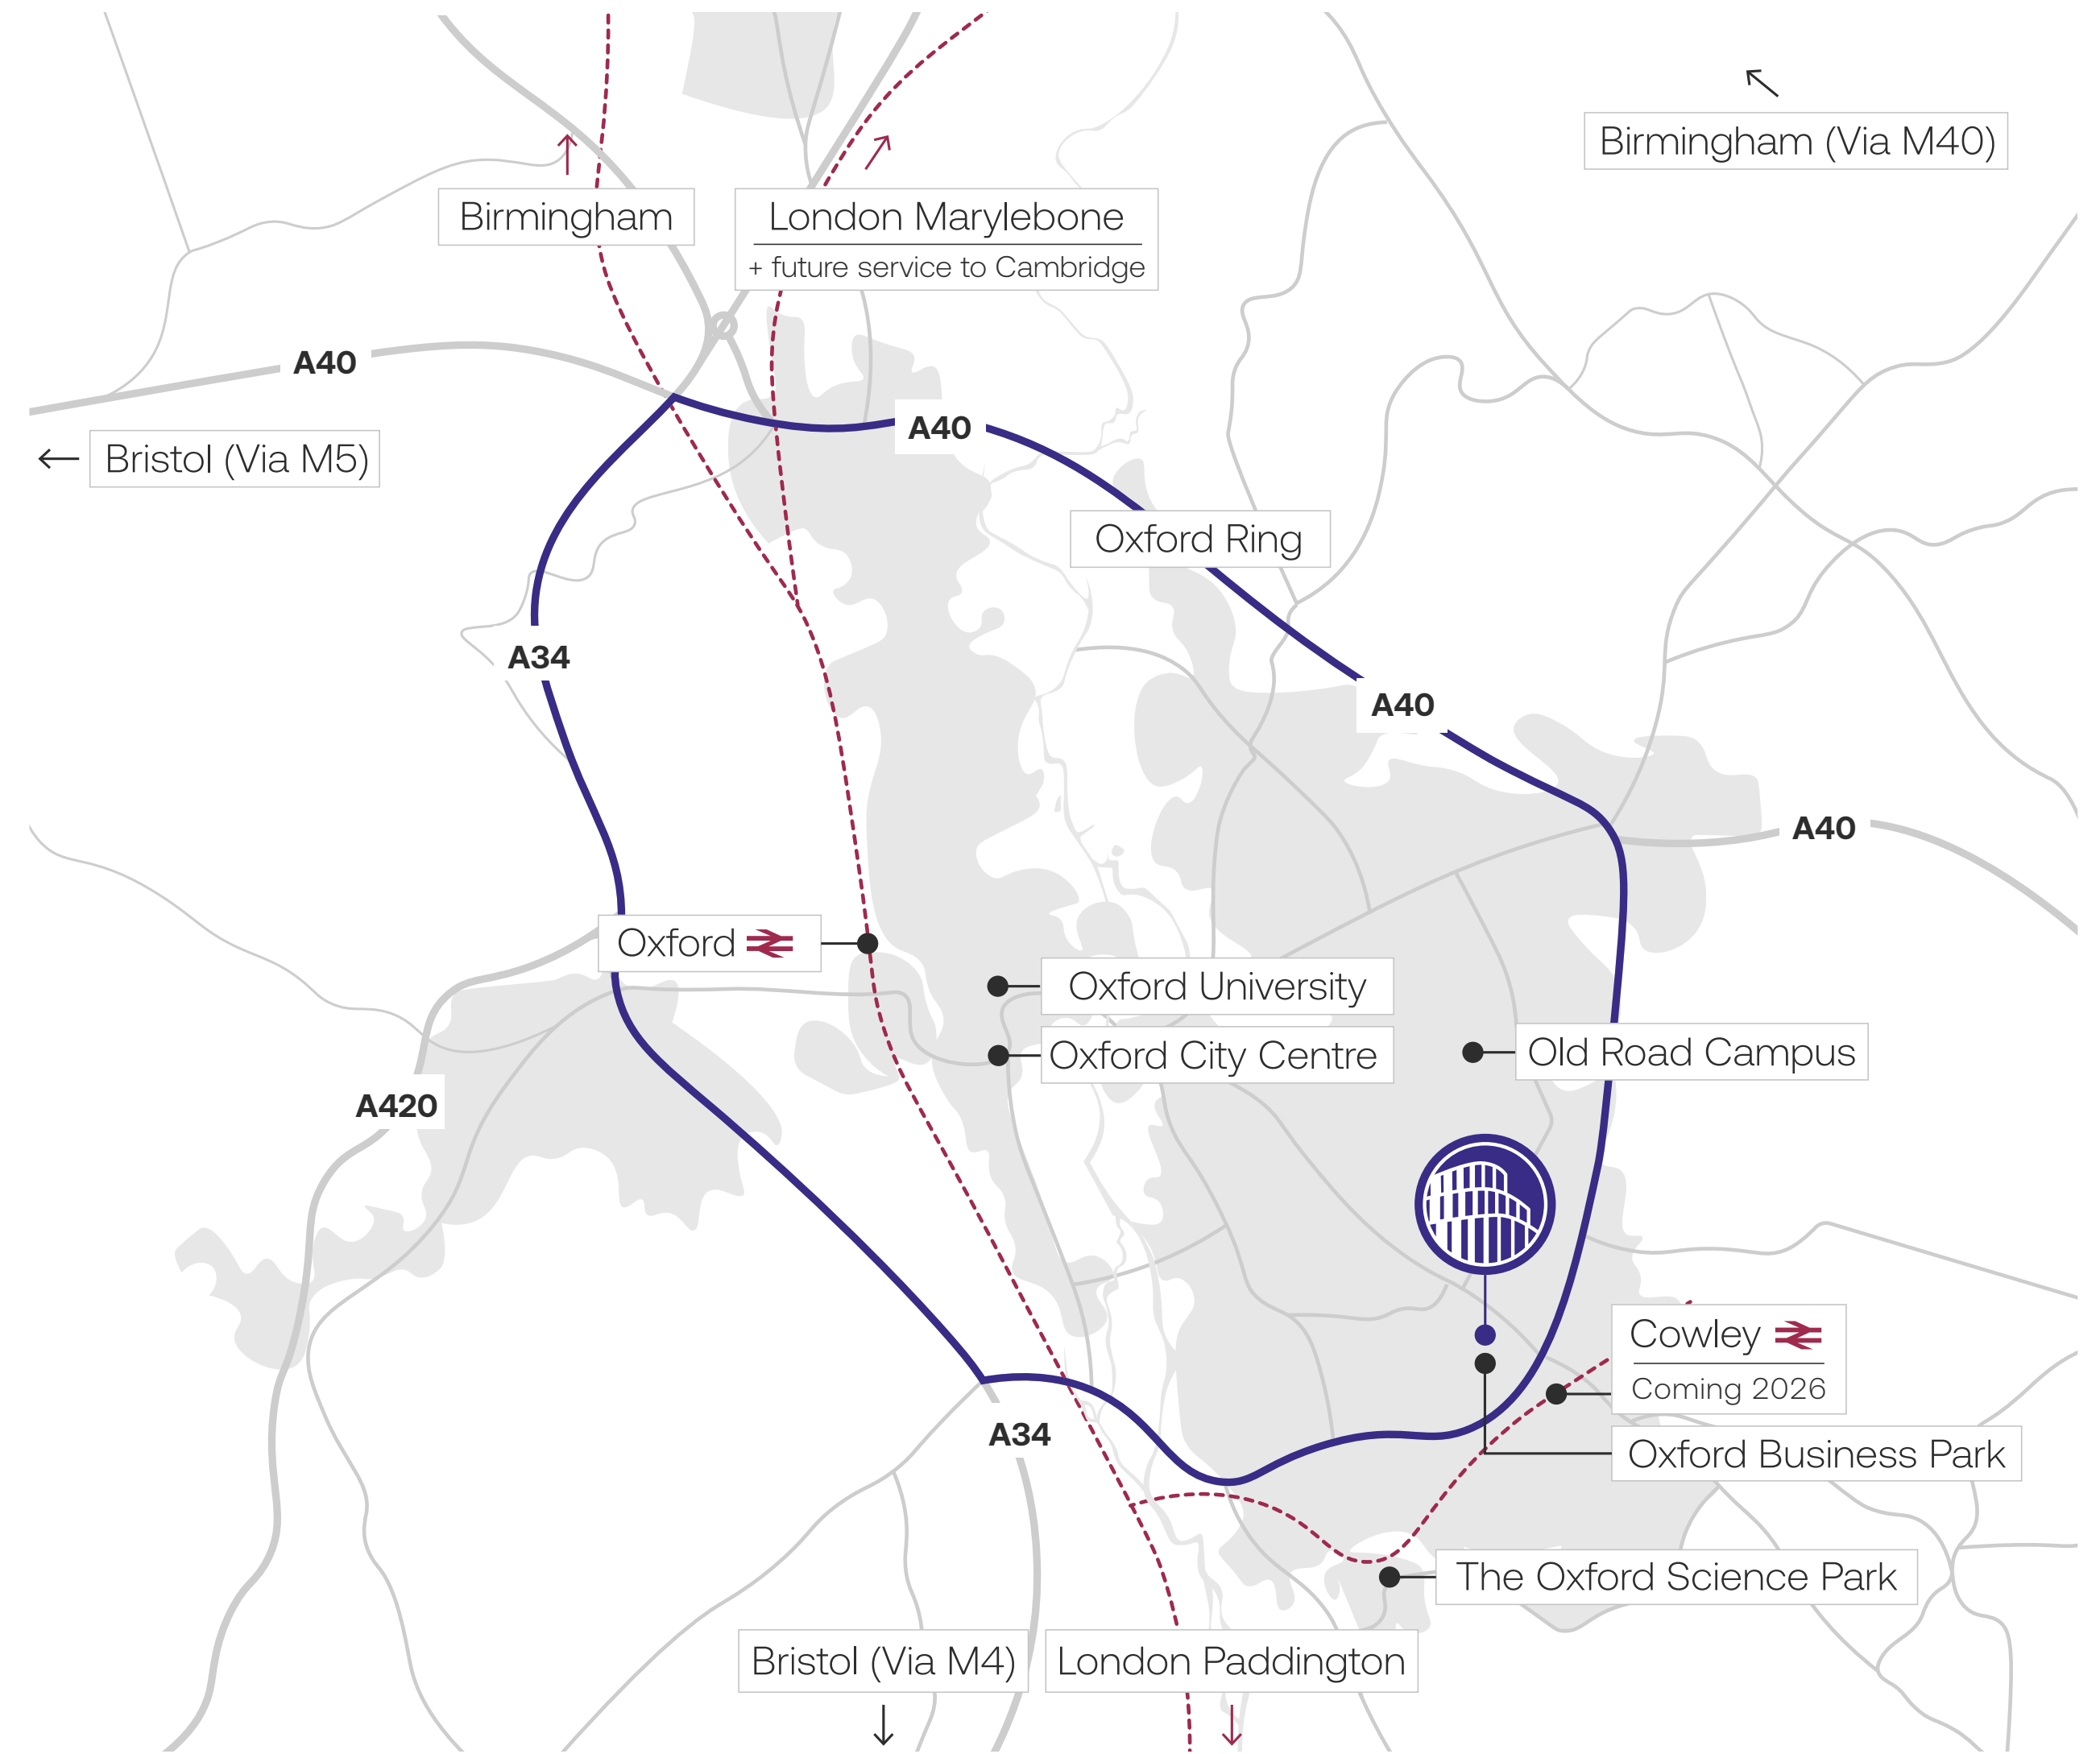 Birmingham (Via M40)
Birmingham
London Marylebone
+ future service to Cambridge
A40
A40
Bristol (Via M5)
Oxford Ring
A34
A40
A40
Oxford
Oxford University
Oxford City Centre
Old Road Campus
A420
Cowley
Coming 2026
A34
Oxford Business Park
The Oxford Science Park
Bristol (Via M4)
London Paddington